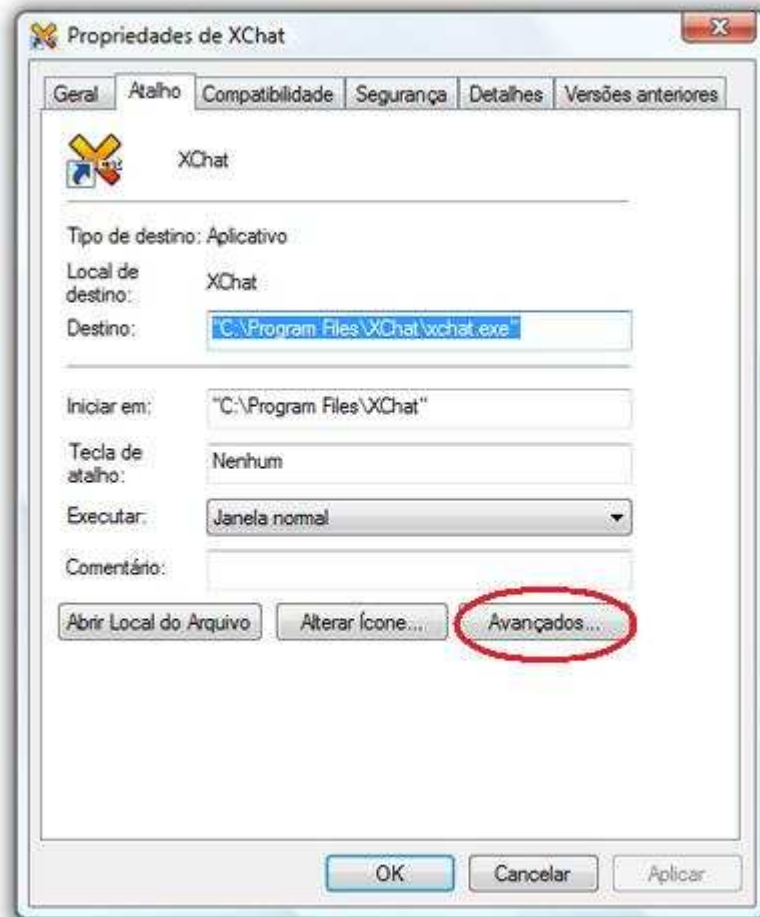 Propriedades de XChat
Geral Atalho Compatibilidade Segurança Detalhes Versões anteriores
XChat
Tipo de destino: Aplicativo
Local de destino: XChat
Destino: "C:\Program Files\XChat\xchat.exe"
Iniciar em: "C:\Program Files\XChat"
Tecla de atalho: Nenhum
Executar: Janela normal
Comentário:
Abrir Local do Arquivo Alterar Ícone... Avançados...
OK Cancelar Aplicar